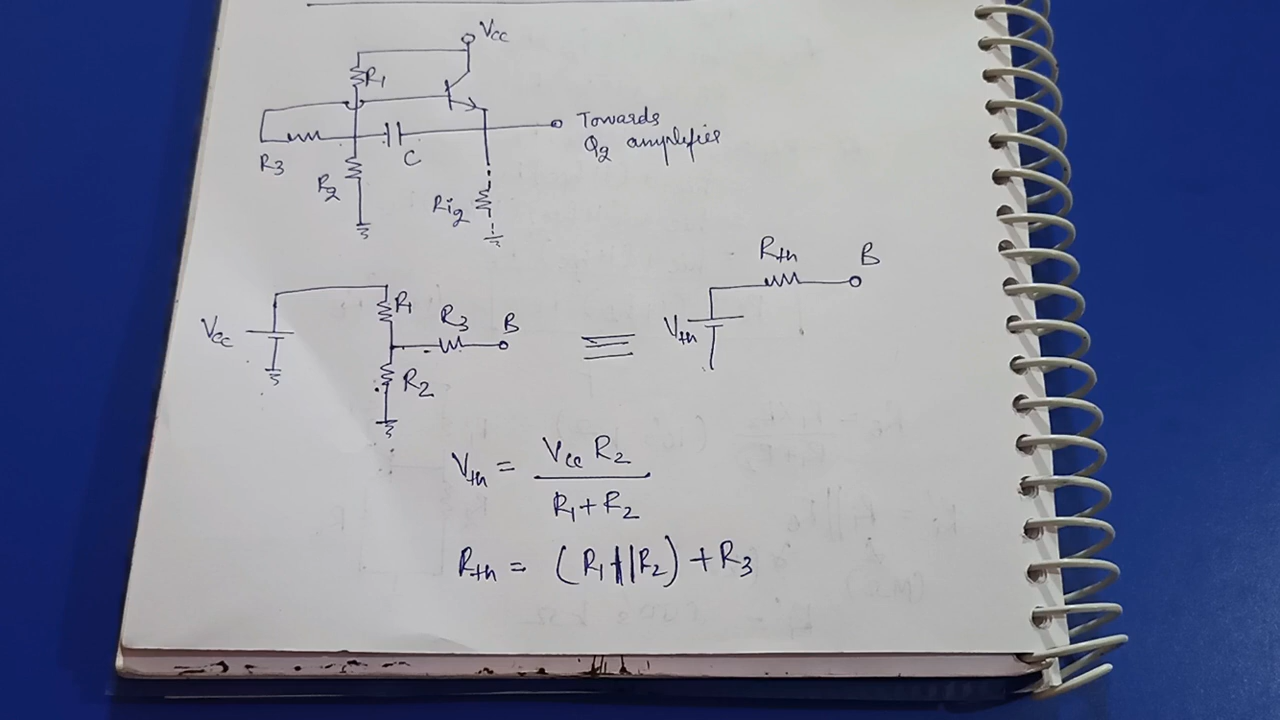 Vcc
R1
Towards
Q2 amplifier
R3
C
R2
Ri2
Rth
B
Vcc
R1
R3
B
Vth
R2
Vth = Vcc R2 / R1 + R2
Rth = (R1 || R2) + R3